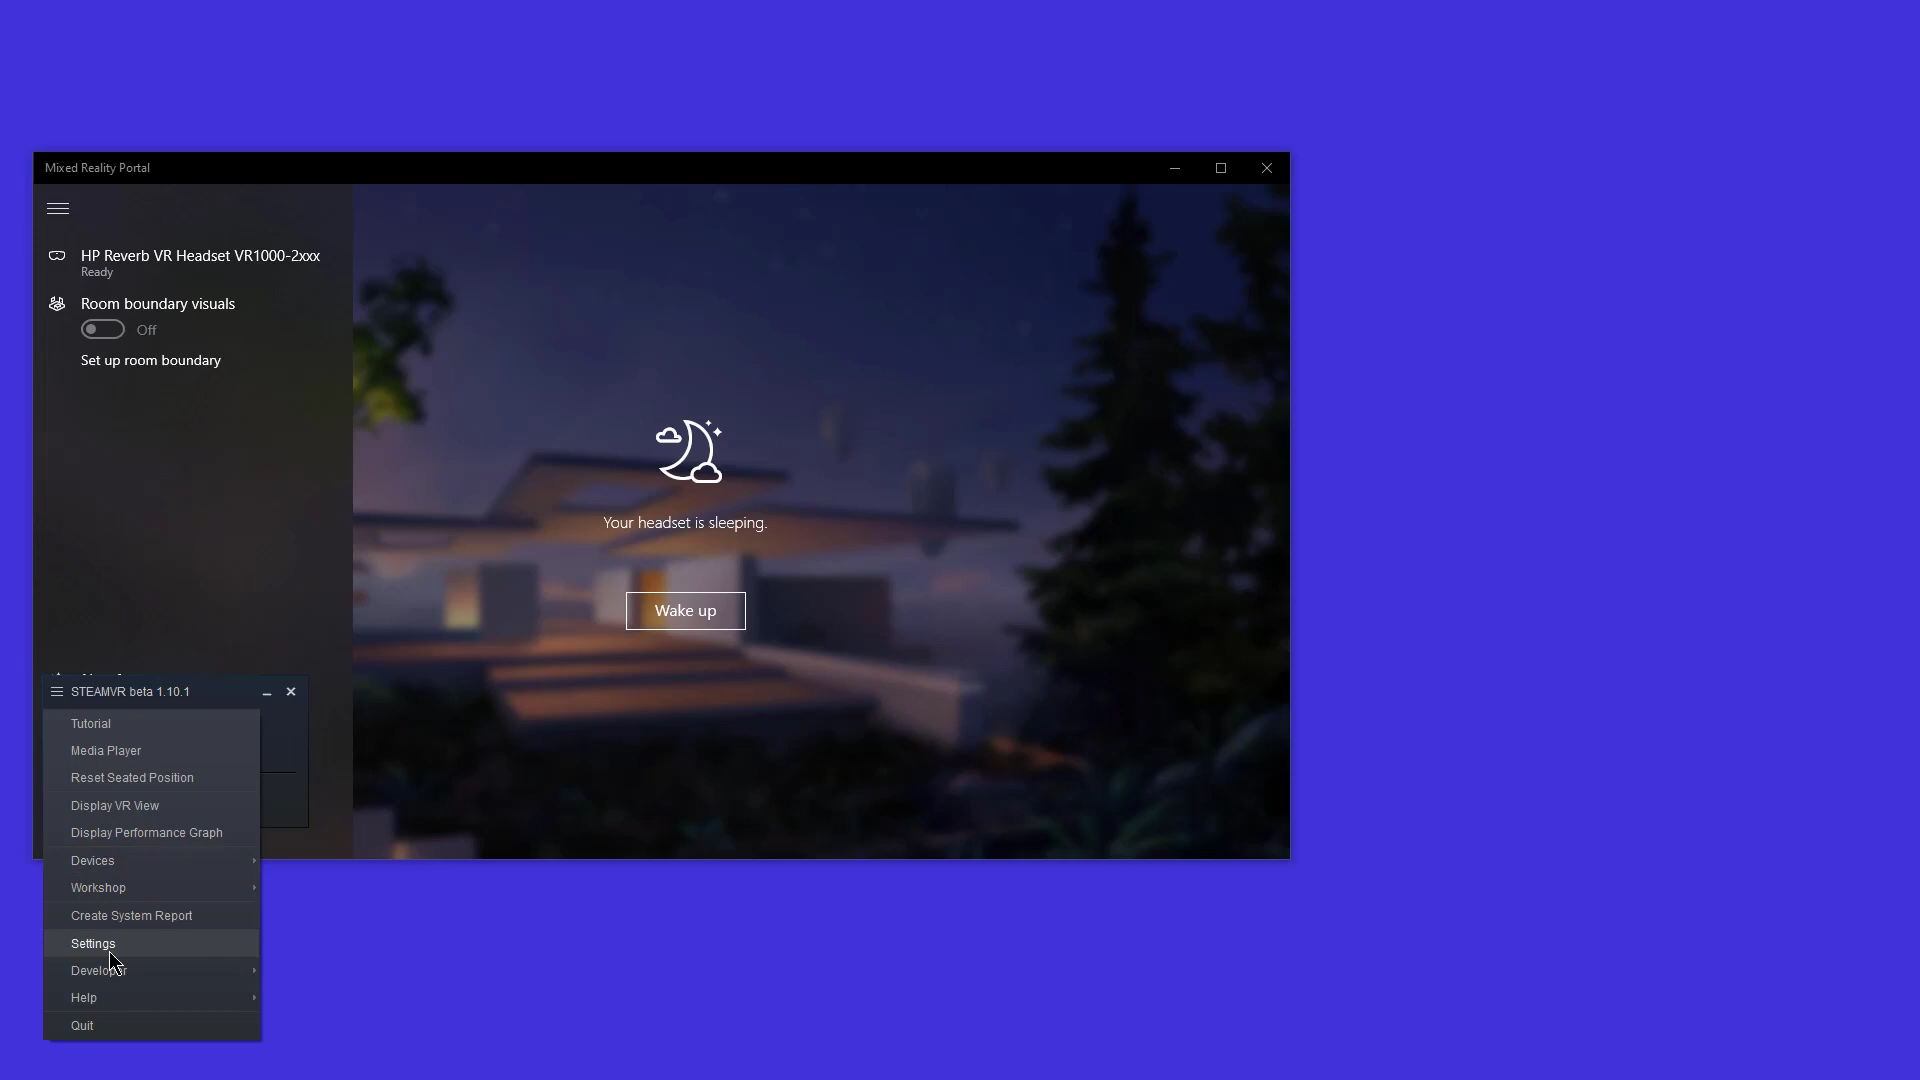 Mixed Reality Portal
HP Reverb VR Headset VR1000-2xxx
Ready
Room boundary visuals
Off
Set up room boundary
Your headset is sleeping.
Wake up
STEAMVR beta 1.10.1
Tutorial
Media Player
Reset Seated Position
Display VR View
Display Performance Graph
Devices
Workshop
Create System Report
Settings
Developer
Help
Quit